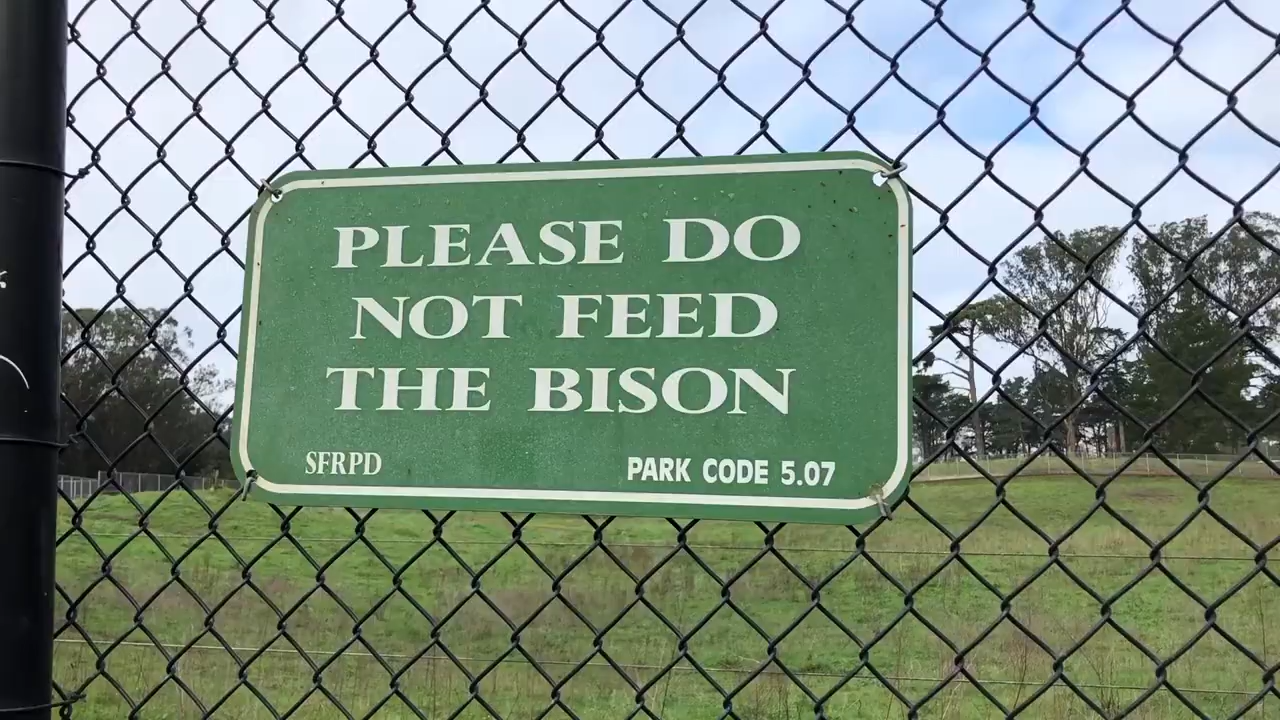 PLEASE DO
NOT FEED
THE BISON
SFRPD PARK CODE 5.07